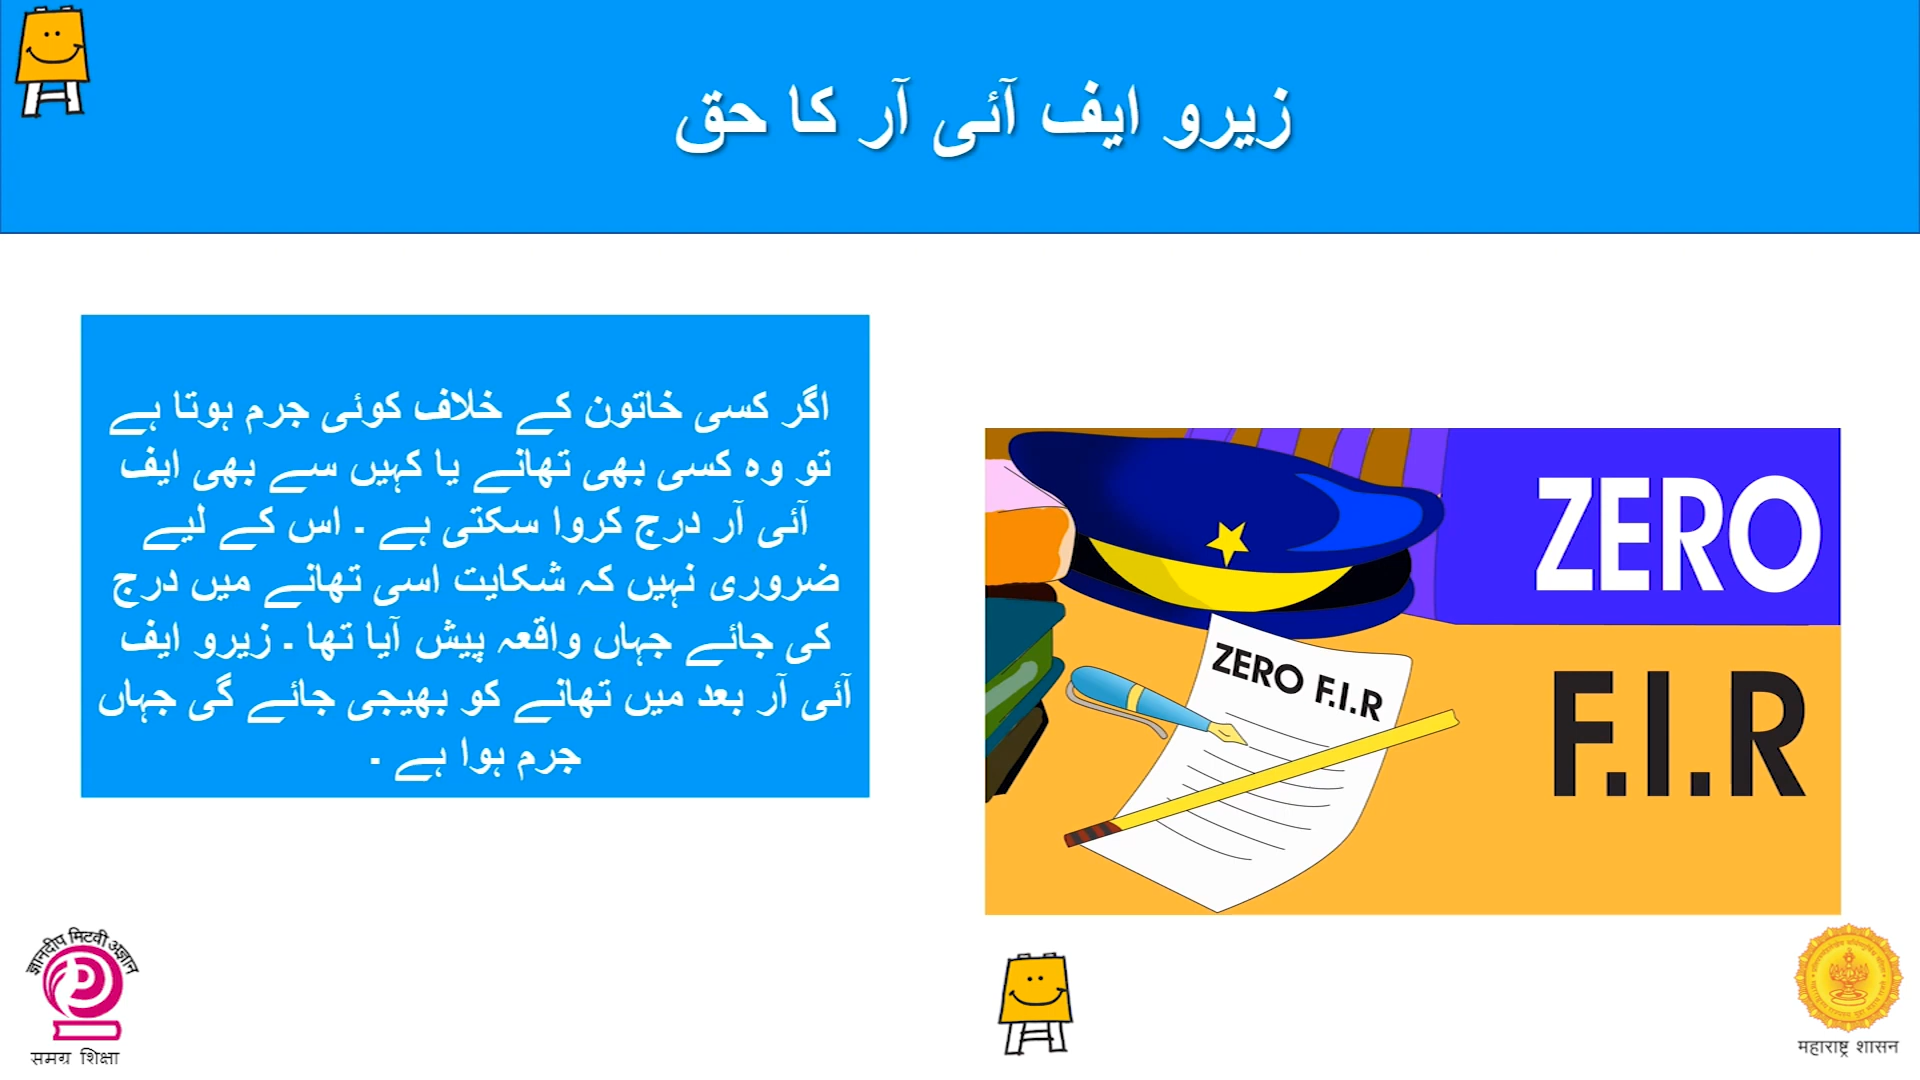 زیرو ایف آئی آر کا حق
اگر کسی خاتون کے خلاف کوئی جرم ہوتا ہے
تو وہ کسی بھی تھانے یا کہیں سے بھی ایف
آئی آر درج کروا سکتی ہے ۔ اس کے لیے
ضروری نہیں کہ شکایت اسی تھانے میں درج
کی جائے جہاں واقعہ پیش آیا تھا ۔ زیرو ایف
آئی آر بعد میں تھانے کو بھیجی جائے گی جہاں
جرم ہوا ہے ۔
ZERO
F.I.R
ZERO F.I.R
ज्ञानदीप मिटवी अज्ञान
समग्र शिक्षा
महाराष्ट्र शासन